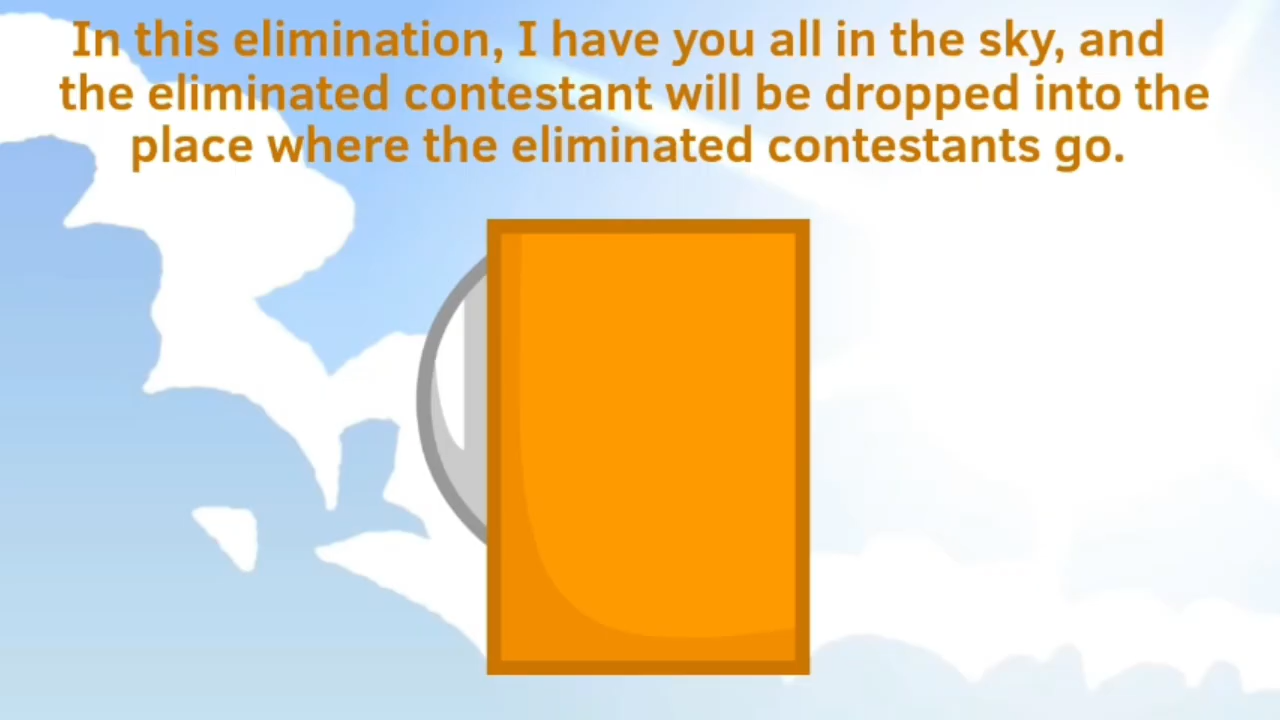 In this elimination, I have you all in the sky, and
the eliminated contestant will be dropped into the
place where the eliminated contestants go.